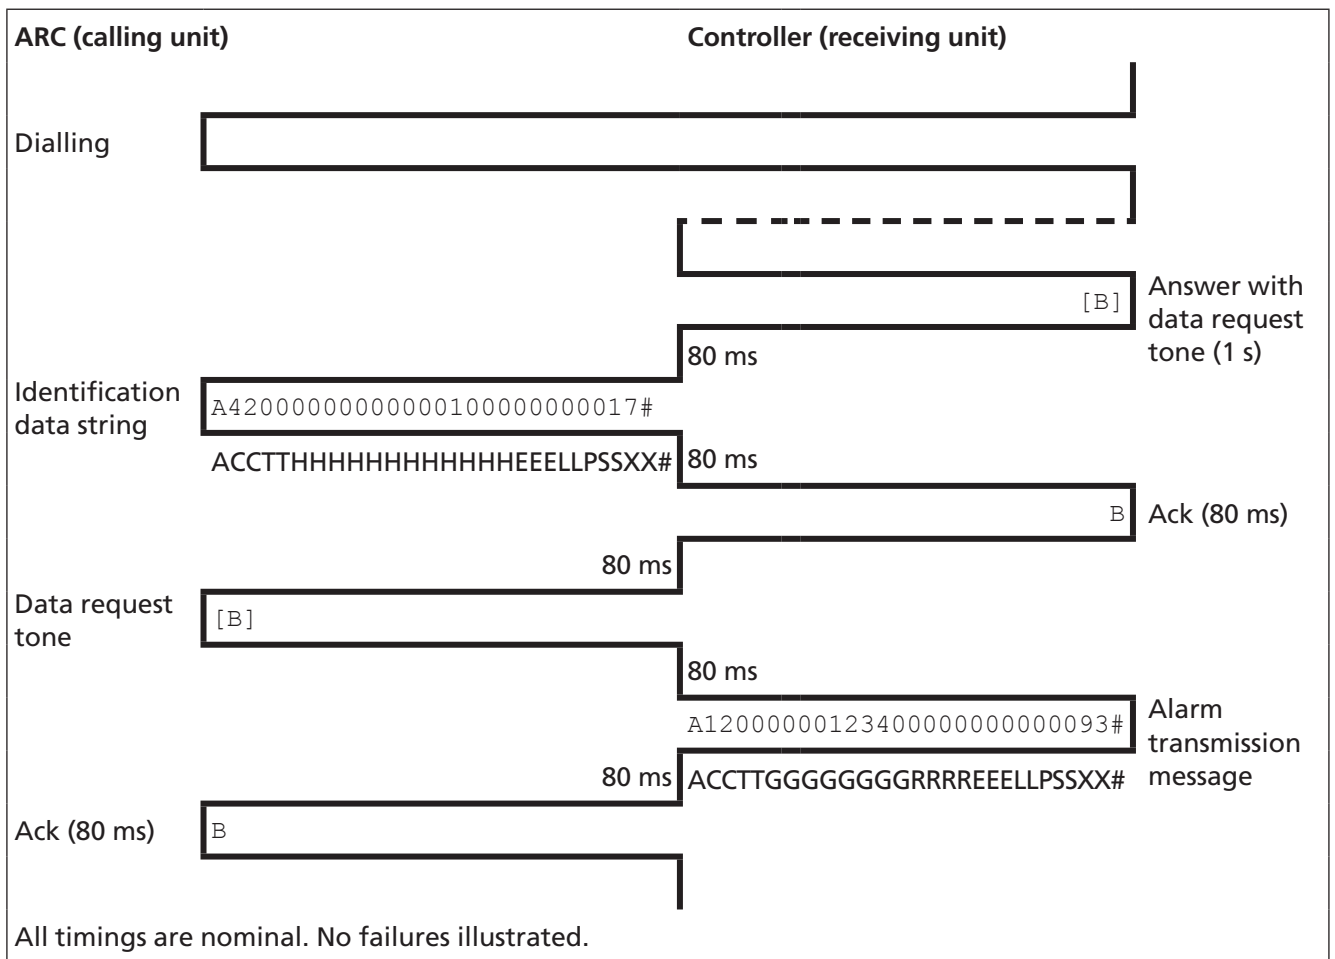 ARC (calling unit)
Controller (receiving unit)
Dialling
[B]
Answer with
data request
tone (1 s)
80 ms
Identification
data string
A42000000000000100000000017#
ACCTTHHHHHHHHHHHHEEELLPSSXX#
80 ms
B
Ack (80 ms)
80 ms
Data request
tone
[B]
80 ms
A12000000123400000000000093#
Alarm
transmission
message
80 ms
ACCTTGGGGGGGGRRRREEELLPSSXX#
Ack (80 ms)
B
All timings are nominal. No failures illustrated.